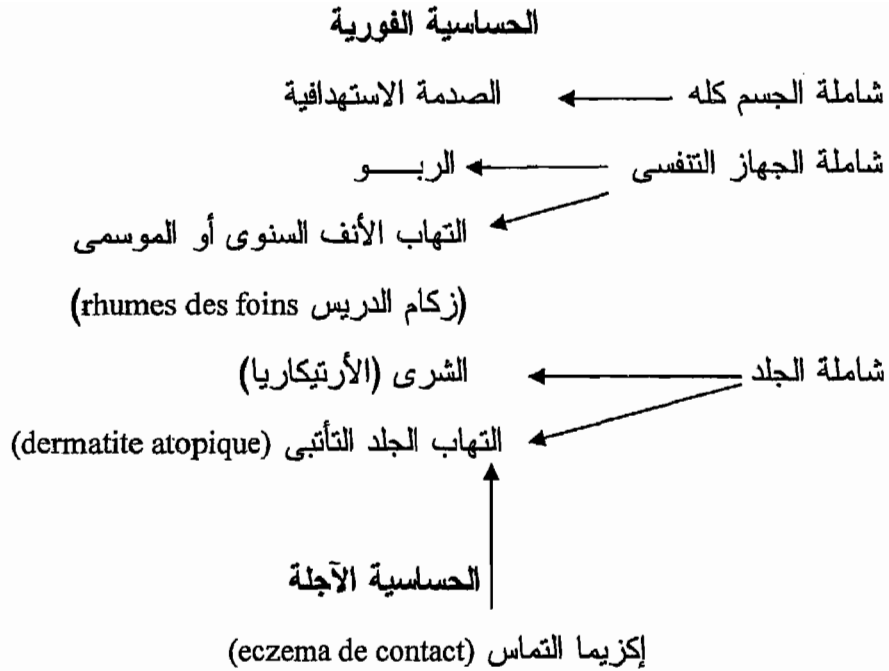 الحساسية الفورية
شاملة الجسم كله الصدمة الاستهدافية
شاملة الجهاز التنفسى الربــــو
التهاب الأنف السنوى أو الموسمى
(زكام الدريس rhumes des foins)
شاملة الجلد الشرى (الأرتيكاريا)
التهاب الجلد التأتبى (dermatite atopique)
الحساسية الآجلة
إكزيما التماس (eczema de contact)